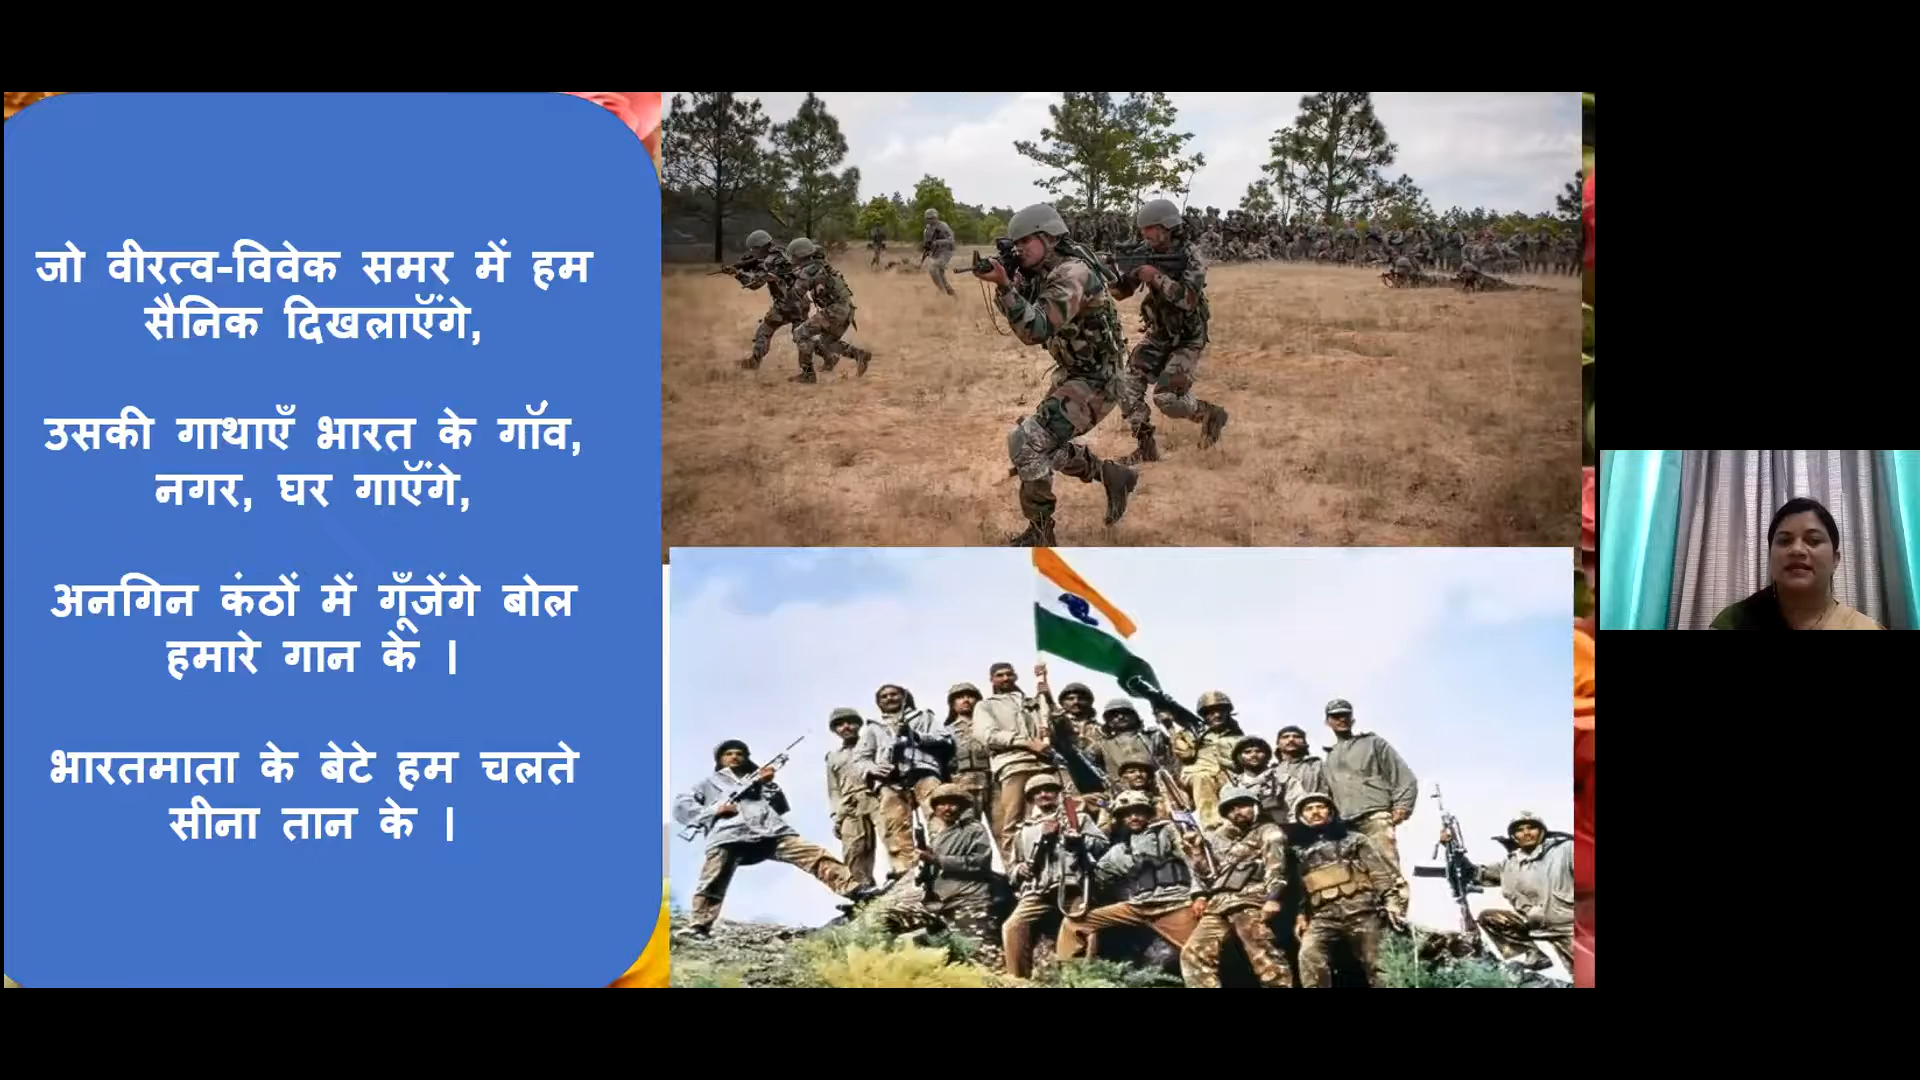 जो वीरत्व-विवेक समर में हम
सैनिक दिखलाऍंगे,
उसकी गाथाएँ भारत के गॉंव,
नगर, घर गाऍंगे,
अनगिन कंठों में गूँजेंगे बोल
हमारे गान के |
भारतमाता के बेटे हम चलते
सीना तान के |